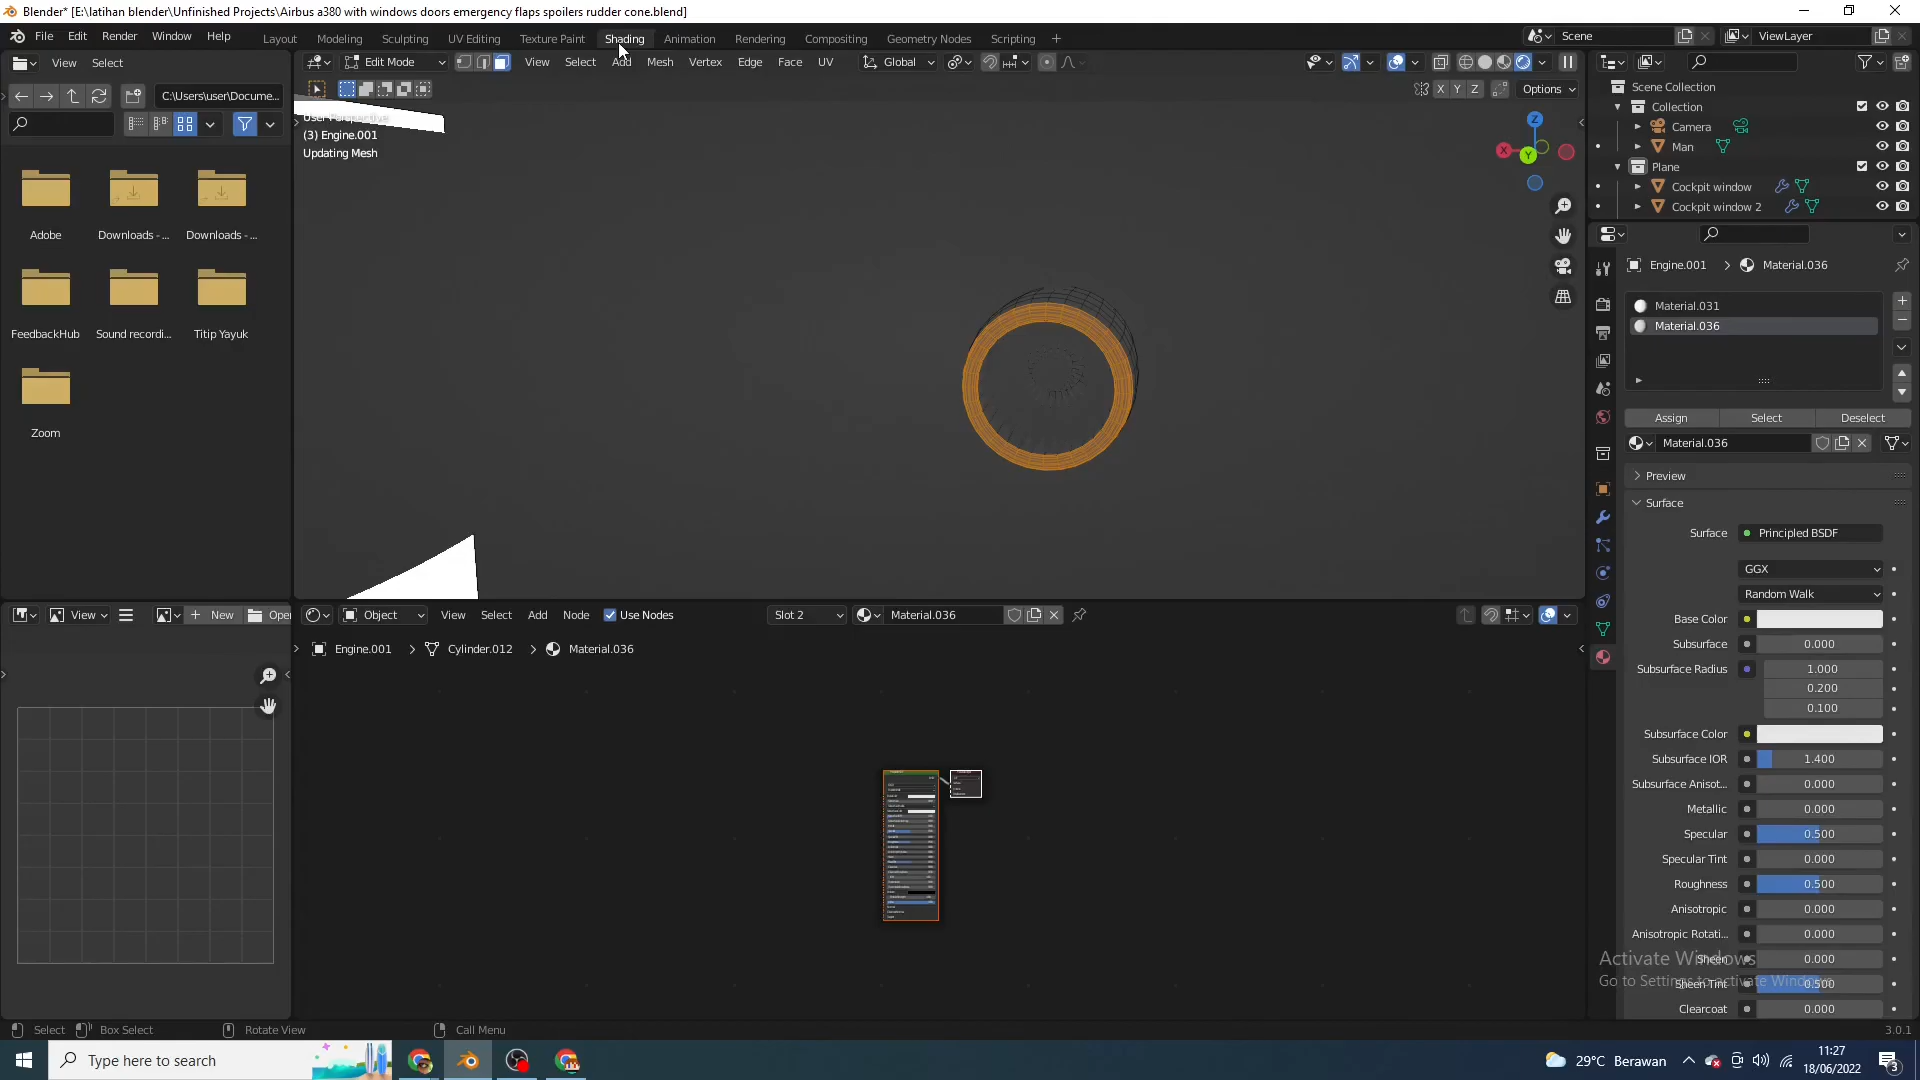 Blender* [E:\latihan blender\Unfinished Projects\Airbus a380 with windows doors emergency flaps spoilers rudder cone.blend]
File Edit Render Window Help Layout Modeling Sculpting UV Editing Texture Paint Shading Animation Rendering Compositing Geometry Nodes Scripting + Scene ViewLayer
View Select Edit Mode View Select Add Mesh Vertex Edge Face UV Global
C:\Users\user\Docume... X Y Z Options
(3) Engine.001
Updating Mesh
Z
X Y
Adobe Downloads -... Downloads -...
FeedbackHub Sound recordi... Titip Yayuk
Zoom
Scene Collection
Collection
Camera
Man
Plane
Cockpit window
Cockpit window 2
Engine.001 > Material.036
Material.031
Material.036
Assign Select Deselect
Material.036
Preview
Surface
Surface Principled BSDF
GGX
Random Walk
Base Color
Subsurface 0.000
Subsurface Radius 1.000
0.200
0.100
Subsurface Color
Subsurface IOR 1.400
Subsurface Anisot... 0.000
Metallic 0.000
Specular 0.500
Specular Tint 0.000
Roughness 0.500
Anisotropic 0.000
Anisotropic Rotati... 0.000
Sheen 0.000
Sheen Tint 0.500
Clearcoat 0.000
Activate Windows
Go to Settings to activate Windows.
View New Open Object View Select Add Node Use Nodes Slot 2 Material.036
Engine.001 > Cylinder.012 > Material.036
Select Box Select Rotate View Call Menu 3.0.1
Type here to search 29°C Berawan 11:27
18/06/2022 3